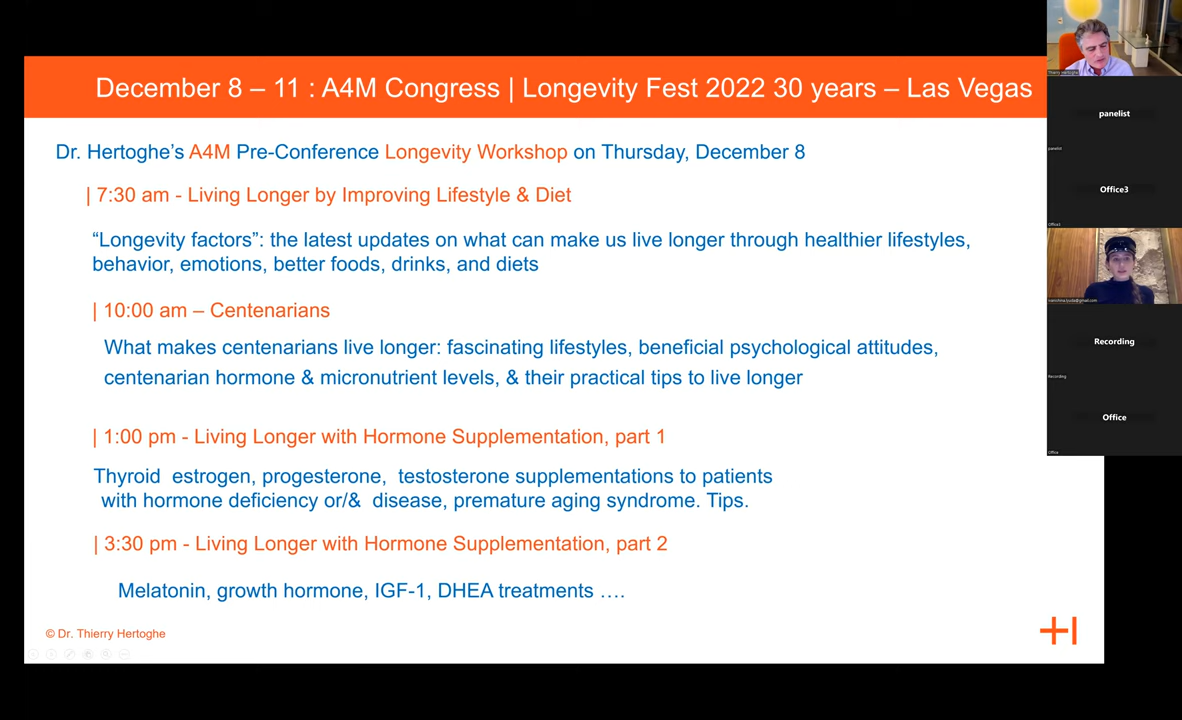 December 8 – 11 : A4M Congress | Longevity Fest 2022 30 years – Las Vegas
Dr. Hertoghe's A4M Pre-Conference Longevity Workshop on Thursday, December 8
| 7:30 am - Living Longer by Improving Lifestyle & Diet
“Longevity factors”: the latest updates on what can make us live longer through healthier lifestyles,
behavior, emotions, better foods, drinks, and diets
| 10:00 am – Centenarians
What makes centenarians live longer: fascinating lifestyles, beneficial psychological attitudes,
centenarian hormone & micronutrient levels, & their practical tips to live longer
| 1:00 pm - Living Longer with Hormone Supplementation, part 1
Thyroid estrogen, progesterone, testosterone supplementations to patients
with hormone deficiency or/& disease, premature aging syndrome. Tips.
| 3:30 pm - Living Longer with Hormone Supplementation, part 2
Melatonin, growth hormone, IGF-1, DHEA treatments ….
© Dr. Thierry Hertoghe
Thierry Hertoghe
panelist
panelist
Office3
Office3
Recording
Recording
Office
Office